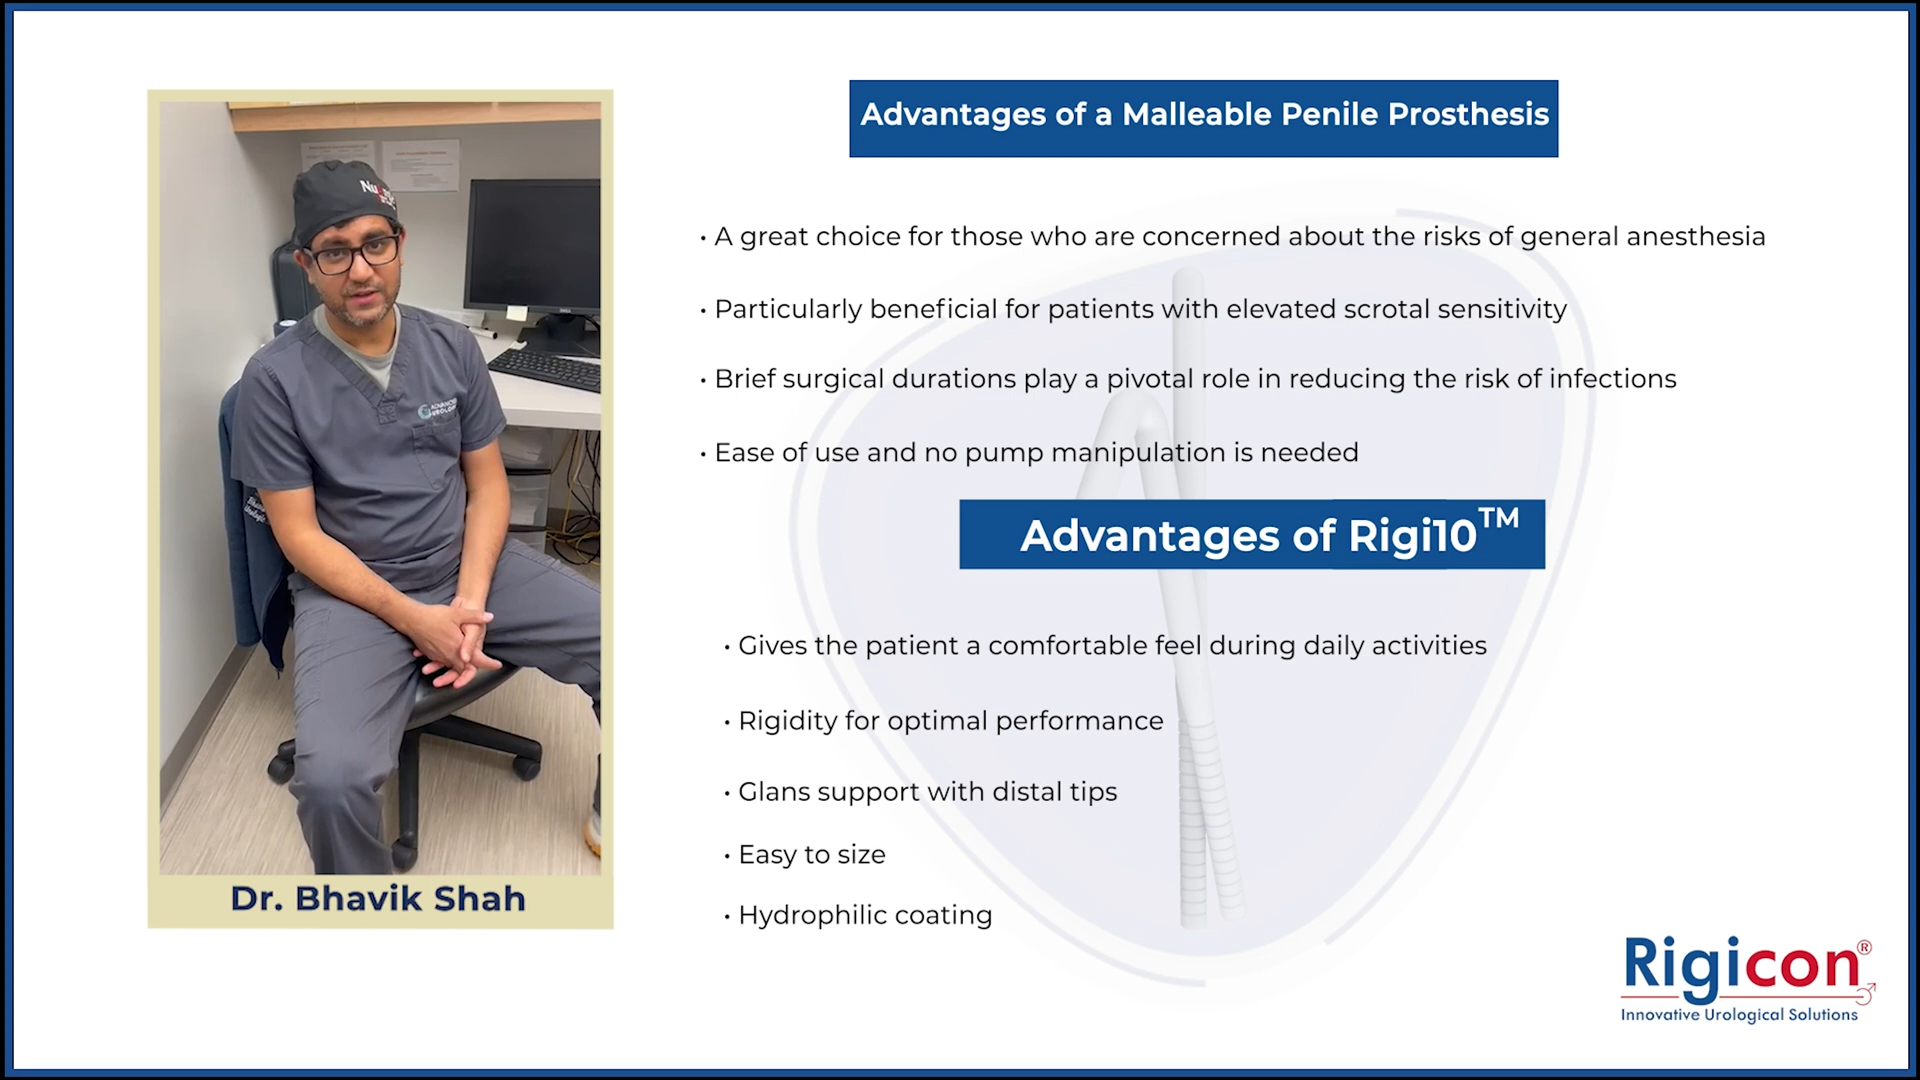 Advantages of a Malleable Penile Prosthesis
• A great choice for those who are concerned about the risks of general anesthesia
• Particularly beneficial for patients with elevated scrotal sensitivity
• Brief surgical durations play a pivotal role in reducing the risk of infections
• Ease of use and no pump manipulation is needed
Advantages of Rigi10™
• Gives the patient a comfortable feel during daily activities
• Rigidity for optimal performance
• Glans support with distal tips
• Easy to size
• Hydrophilic coating
Dr. Bhavik Shah
Rigicon®
Innovative Urological Solutions